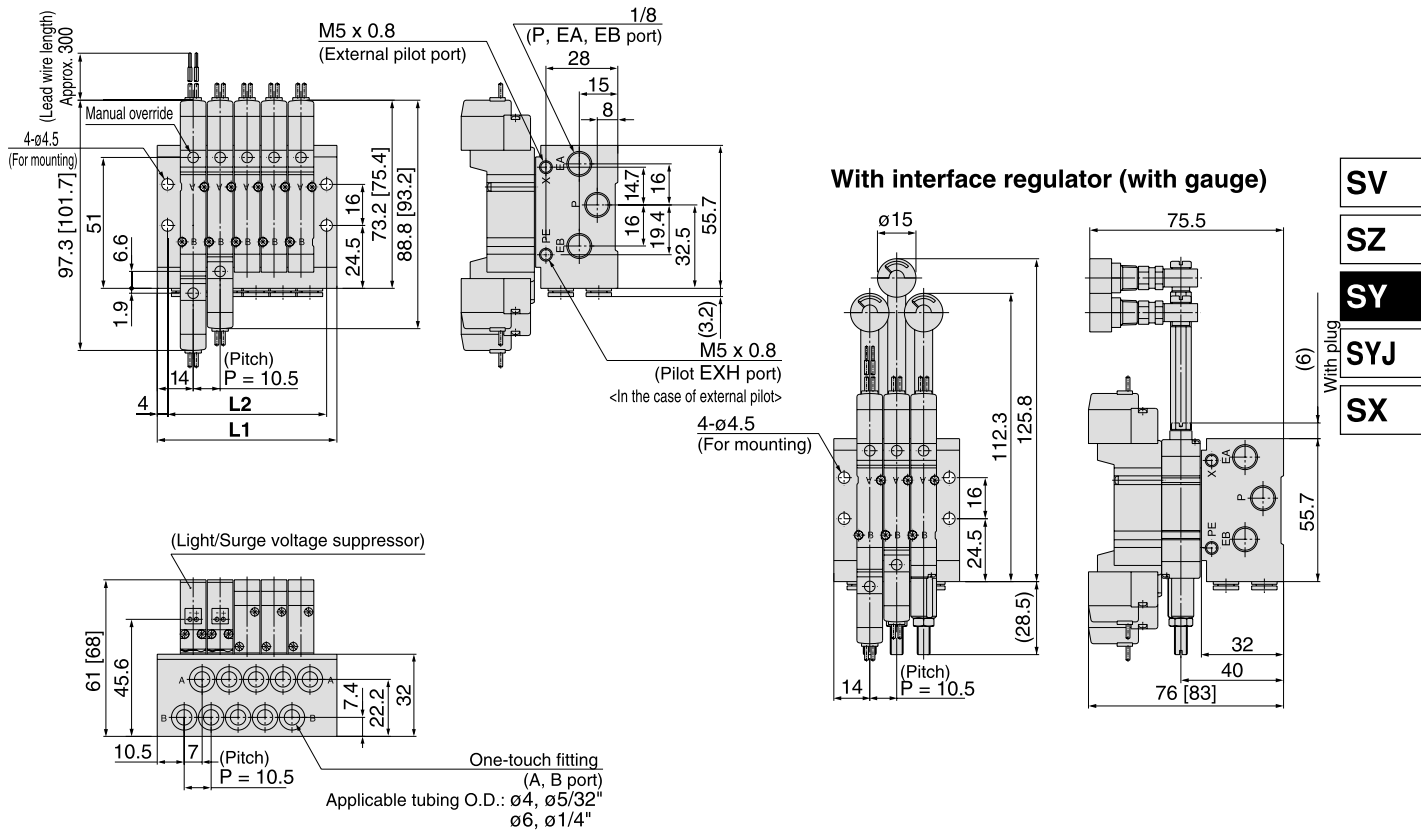 (Lead wire length)
Approx. 300
Manual override
4-ø4.5
(For mounting)
97.3 [101.7]
51
6.6
1.9
16
24.5
73.2 [75.4]
88.8 [93.2]
V V V V V
B B B B B
(Pitch)
P = 10.5
14
4
L2
L1
M5 x 0.8
(External pilot port)
1/8
(P, EA, EB port)
28
15
8
X
EA
P
PE
EB
14.7
16
16
19.4
32.5
55.7
(3.2)
M5 x 0.8
(Pilot EXH port)
<In the case of external pilot>
With interface regulator (with gauge)
ø15
4-ø4.5
(For mounting)
V V V
B B B
16
24.5
112.3
125.8
(28.5)
14
(Pitch)
P = 10.5
75.5
(6)
With plug
X
EA
P
PE
EB
55.7
32
40
76 [83]
SV
SZ
SY
SYJ
SX
(Light/Surge voltage suppressor)
61 [68]
45.6
A A
B B
7.4
22.2
32
10.5
7
(Pitch)
P = 10.5
One-touch fitting
(A, B port)
Applicable tubing O.D.: ø4, ø5/32"
ø6, ø1/4"